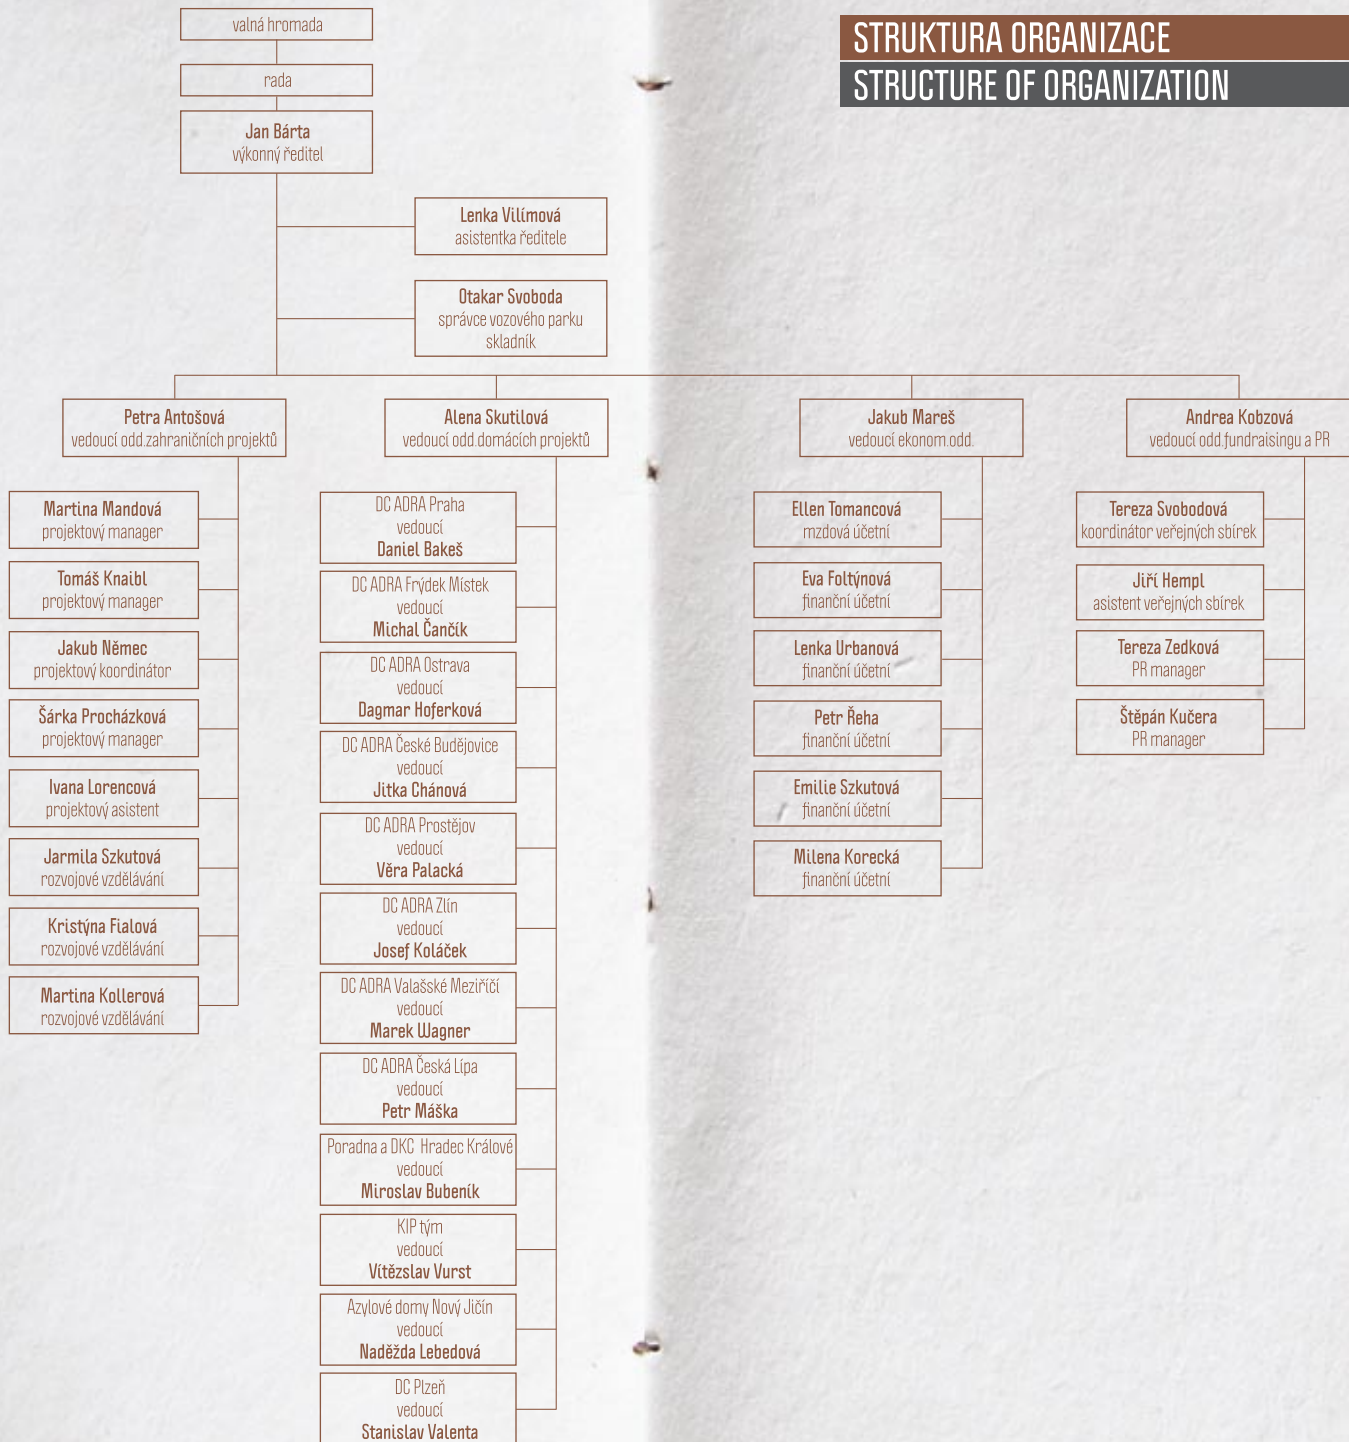 STRUKTURA ORGANIZACE
STRUCTURE OF ORGANIZATION
valná hromada
rada
Jan Bárta
výkonný ředitel
Lenka Vilímová
asistentka ředitele
Otakar Svoboda
správce vozového parku
skladník
Petra Antošová
vedoucí odd.zahraničních projektů
Martina Mandová
projektový manager
Tomáš Knaibl
projektový manager
Jakub Němec
projektový koordinátor
Šárka Procházková
projektový manager
Ivana Lorencová
projektový asistent
Jarmila Szkutová
rozvojové vzdělávání
Kristýna Fialová
rozvojové vzdělávání
Martina Kollerová
rozvojové vzdělávání
Alena Skutilová
vedoucí odd.domácích projektů
DC ADRA Praha
vedoucí
Daniel Bakeš
DC ADRA Frýdek Místek
vedoucí
Michal Čančík
DC ADRA Ostrava
vedoucí
Dagmar Hoferková
DC ADRA České Budějovice
vedoucí
Jitka Chánová
DC ADRA Prostějov
vedoucí
Věra Palacká
DC ADRA Zlín
vedoucí
Josef Koláček
DC ADRA Valašské Meziříčí
vedoucí
Marek Wagner
DC ADRA Česká Lípa
vedoucí
Petr Máška
Poradna a DKC Hradec Králové
vedoucí
Miroslav Bubeník
KIP tým
vedoucí
Vítězslav Vurst
Azylové domy Nový Jičín
vedoucí
Naděžda Lebedová
DC Plzeň
vedoucí
Stanislav Valenta
Jakub Mareš
vedoucí ekonom.odd.
Ellen Tomancová
mzdová účetní
Eva Foltýnová
finanční účetní
Lenka Urbanová
finanční účetní
Petr Řeha
finanční účetní
Emilie Szkutová
finanční účetní
Milena Korecká
finanční účetní
Andrea Kobzová
vedoucí odd.fundraisingu a PR
Tereza Svobodová
koordinátor veřejných sbírek
Jiří Hempl
asistent veřejných sbírek
Tereza Zedková
PR manager
Štěpán Kučera
PR manager